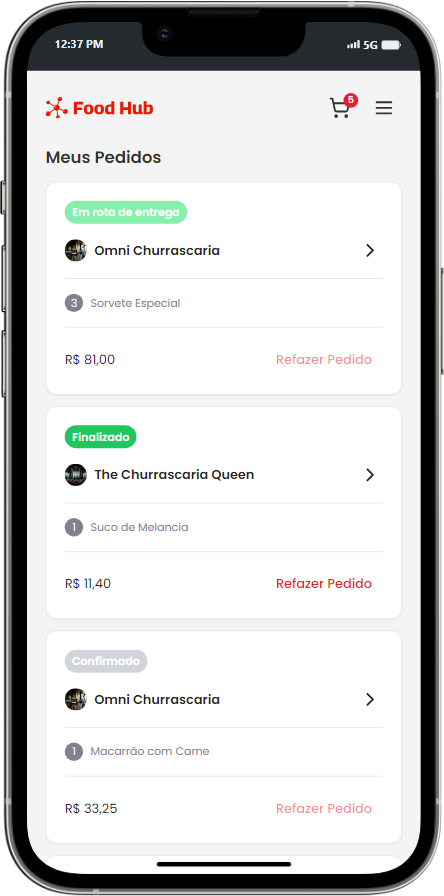 12:37 PM
5G
Food Hub
5
Meus Pedidos
Em rota de entrega
Omni Churrascaria
3 Sorvete Especial
R$ 81,00 Refazer Pedido
Finalizado
The Churrascaria Queen
1 Suco de Melancia
R$ 11,40 Refazer Pedido
Confirmado
Omni Churrascaria
1 Macarrão com Carne
R$ 33,25 Refazer Pedido